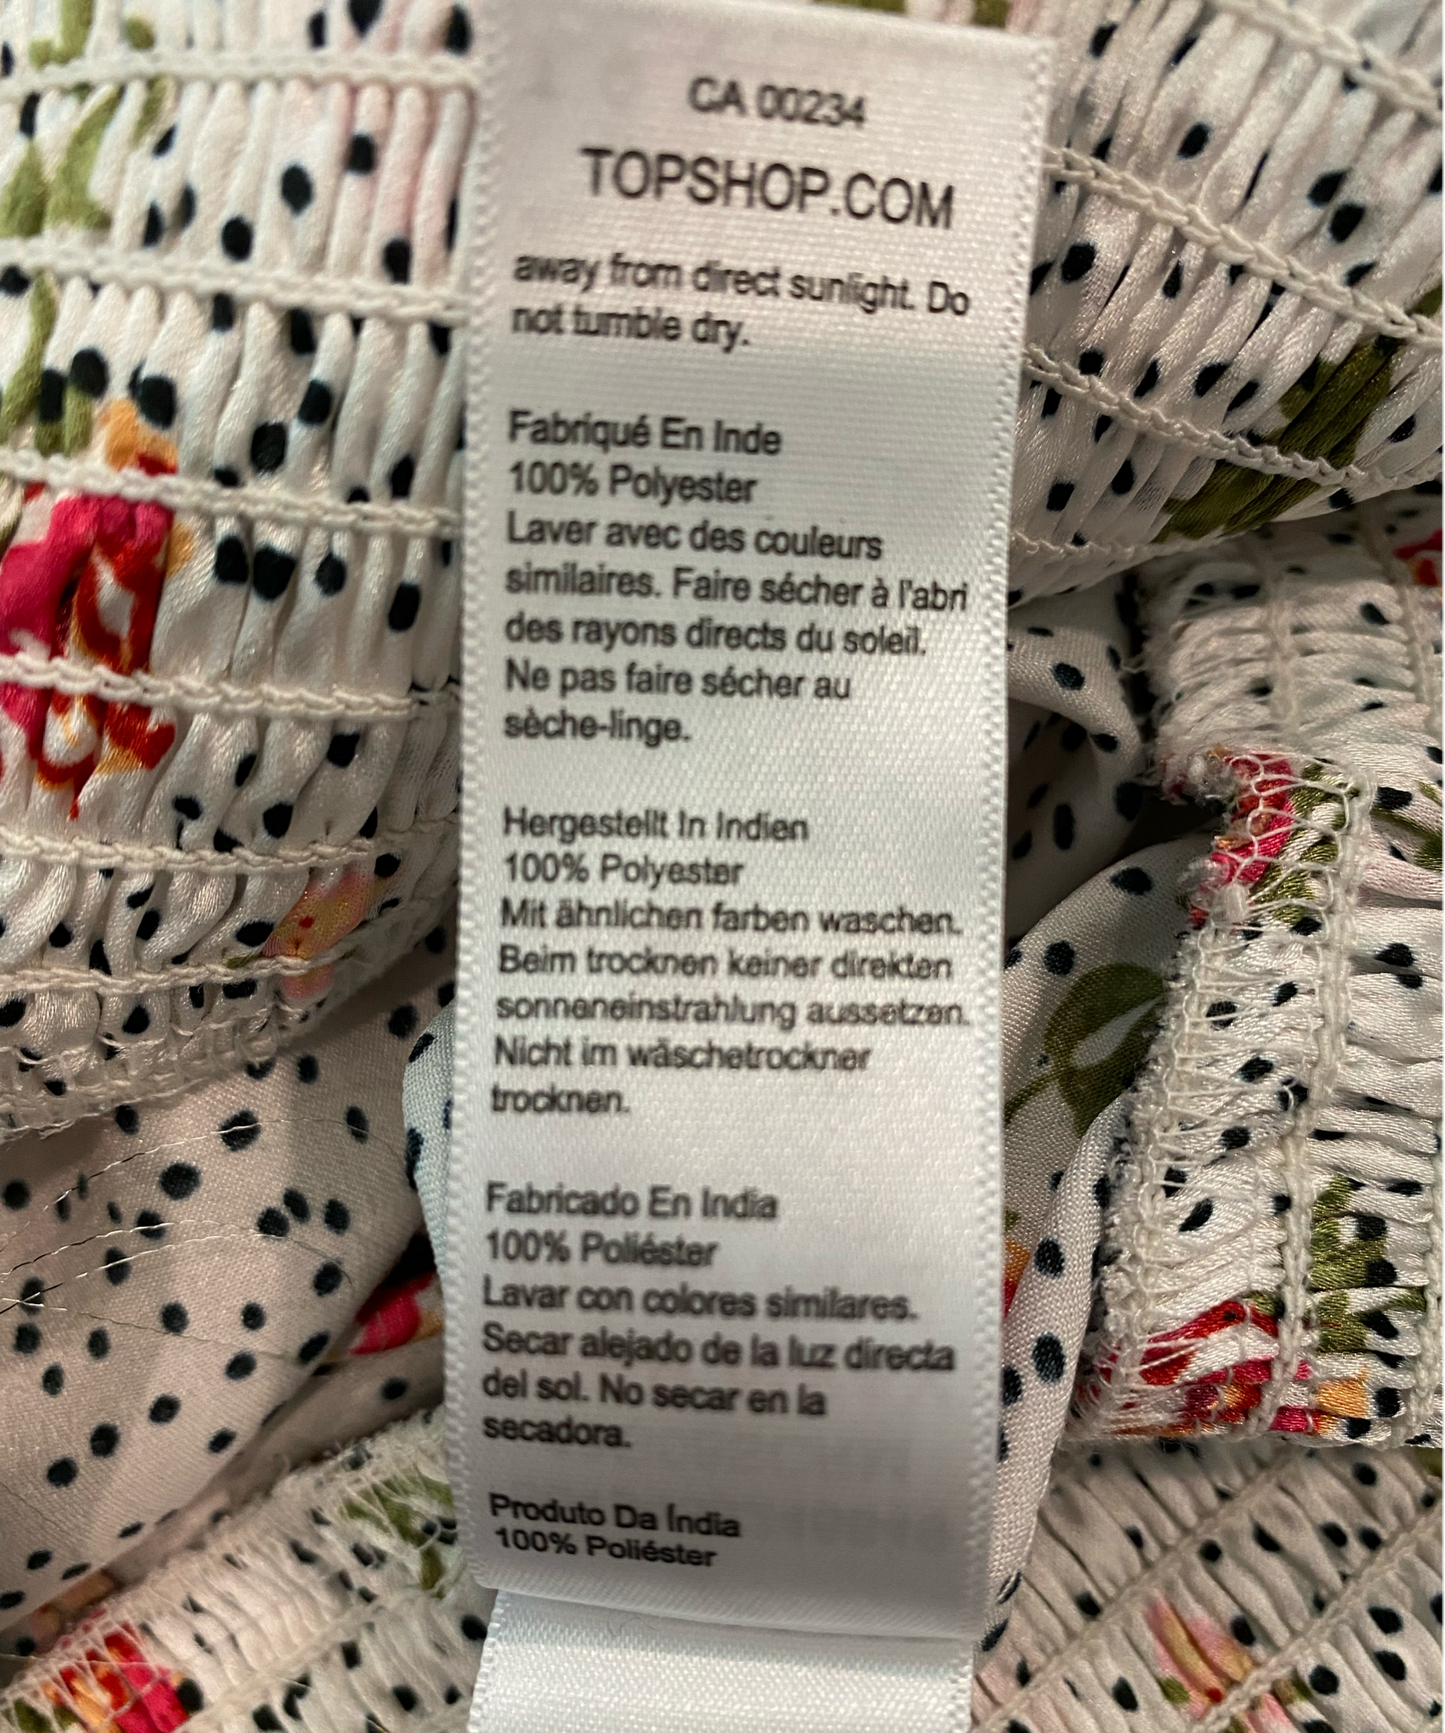 CA 00234
TOPSHOP.COM
away from direct sunlight. Do
not tumble dry.
Fabriqué En Inde
100% Polyester
Laver avec des couleurs
similaires. Faire sécher à l'abri
des rayons directs du soleil.
Ne pas faire sécher au
sèche-linge.
Hergestellt In Indien
100% Polyester
Mit ähnlichen farben waschen.
Beim trocknen keiner direkten
sonneneinstrahlung aussetzen.
Nicht im wäschetrockner
trocknen.
Fabricado En India
100% Poliéster
Lavar con colores similares.
Secar alejado de la luz directa
del sol. No secar en la
secadora.
Produto Da Índia
100% Poliéster